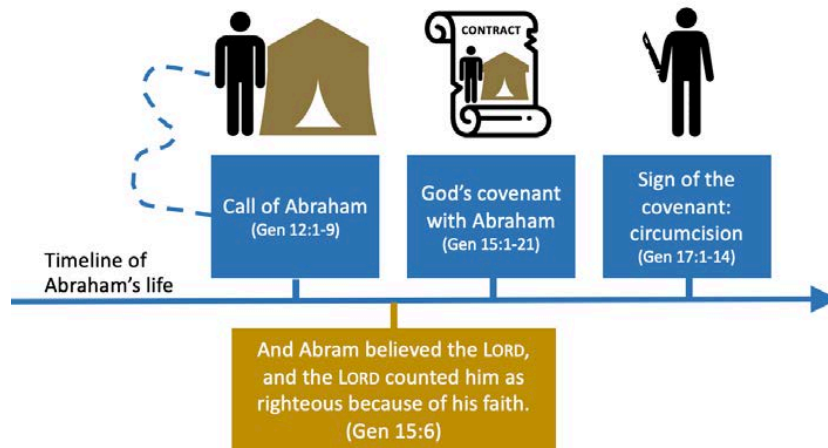 CONTRACT
Call of Abraham
(Gen 12:1-9)
God’s covenant
with Abraham
(Gen 15:1-21)
Sign of the
covenant:
circumcision
(Gen 17:1-14)
Timeline of
Abraham’s life
And Abram believed the LORD,
and the LORD counted him as
righteous because of his faith.
(Gen 15:6)